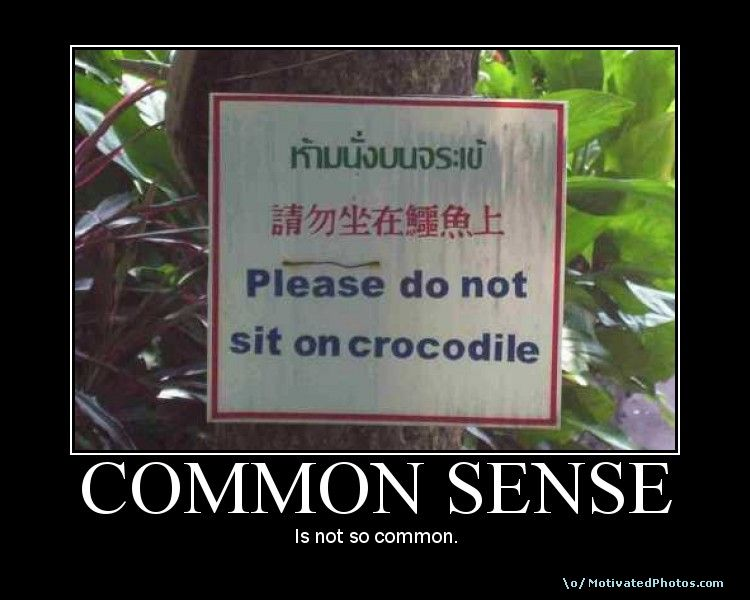 ห้ามนั่งบนจระเข้
請勿坐在鱷魚上
Please do not
sit on crocodile
COMMON SENSE
Is not so common.
\o/ MotivatedPhotos.com